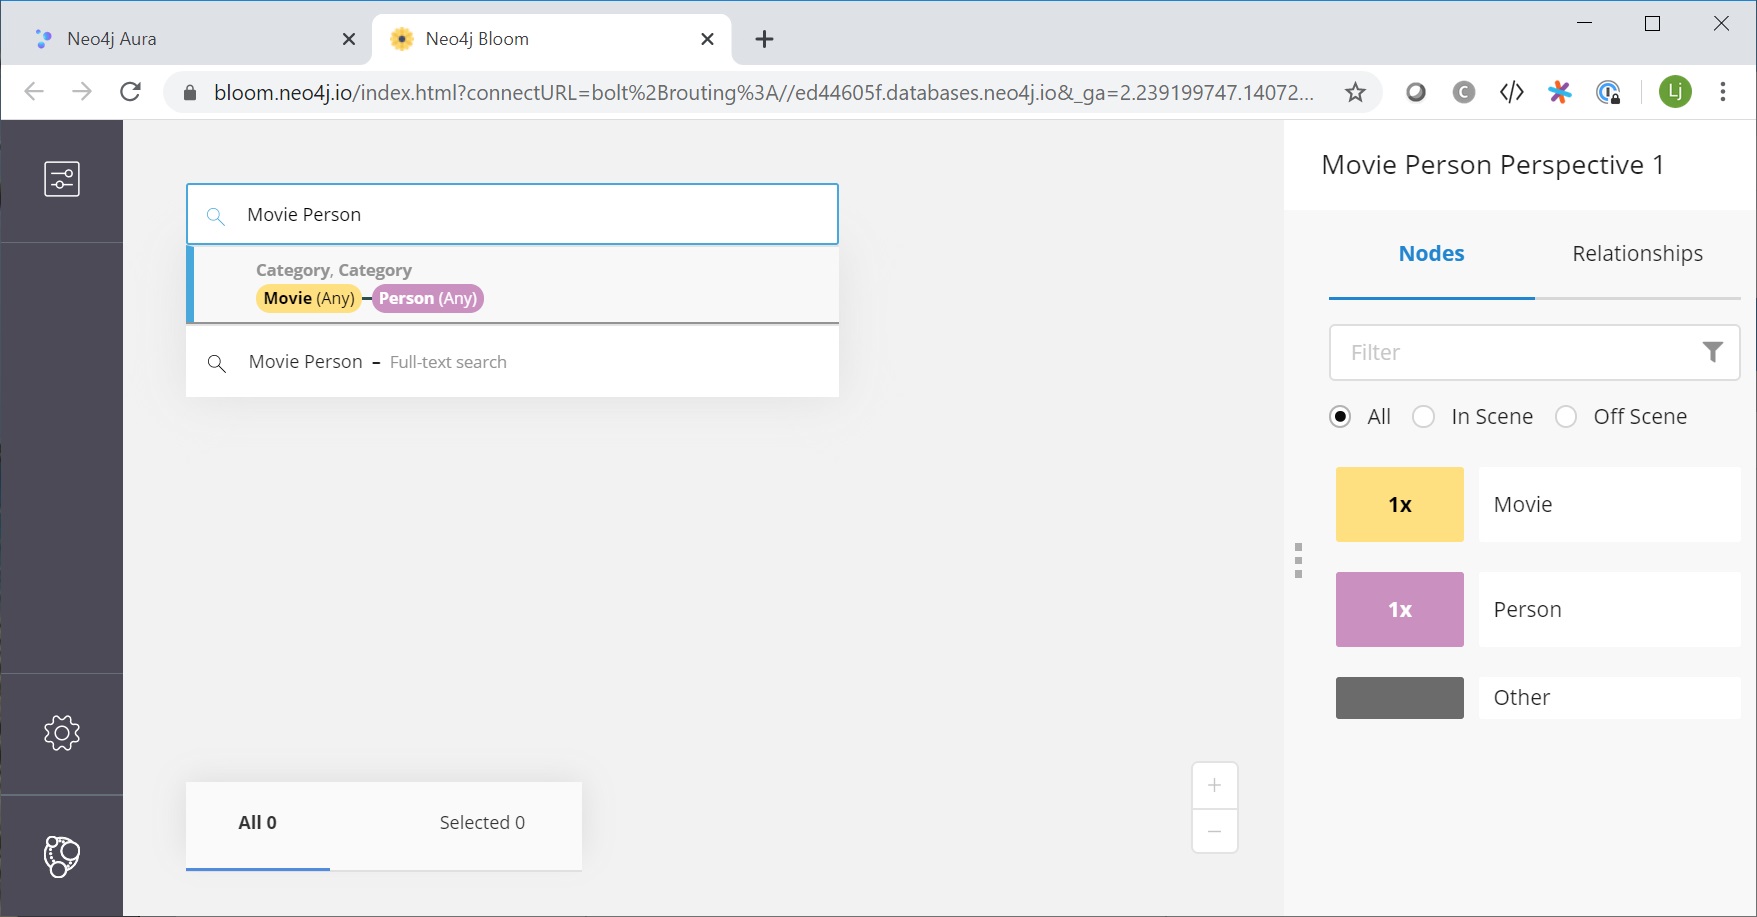 Neo4j Aura
Neo4j Bloom
bloom.neo4j.io/index.html?connectURL=bolt%2Brouting%3A//ed44605f.databases.neo4j.io&_ga=2.239199747.14072...
C
Lj
Movie Person
Category, Category
Movie (Any) Person (Any)
Movie Person – Full-text search
All 0 Selected 0
+
−
Movie Person Perspective 1
Nodes Relationships
Filter
All In Scene Off Scene
1x Movie
1x Person
Other